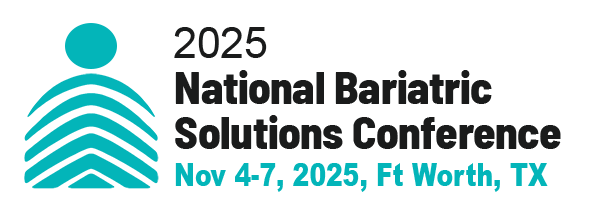 2025
National Bariatric
Solutions Conference
Nov 4-7, 2025, Ft Worth, TX